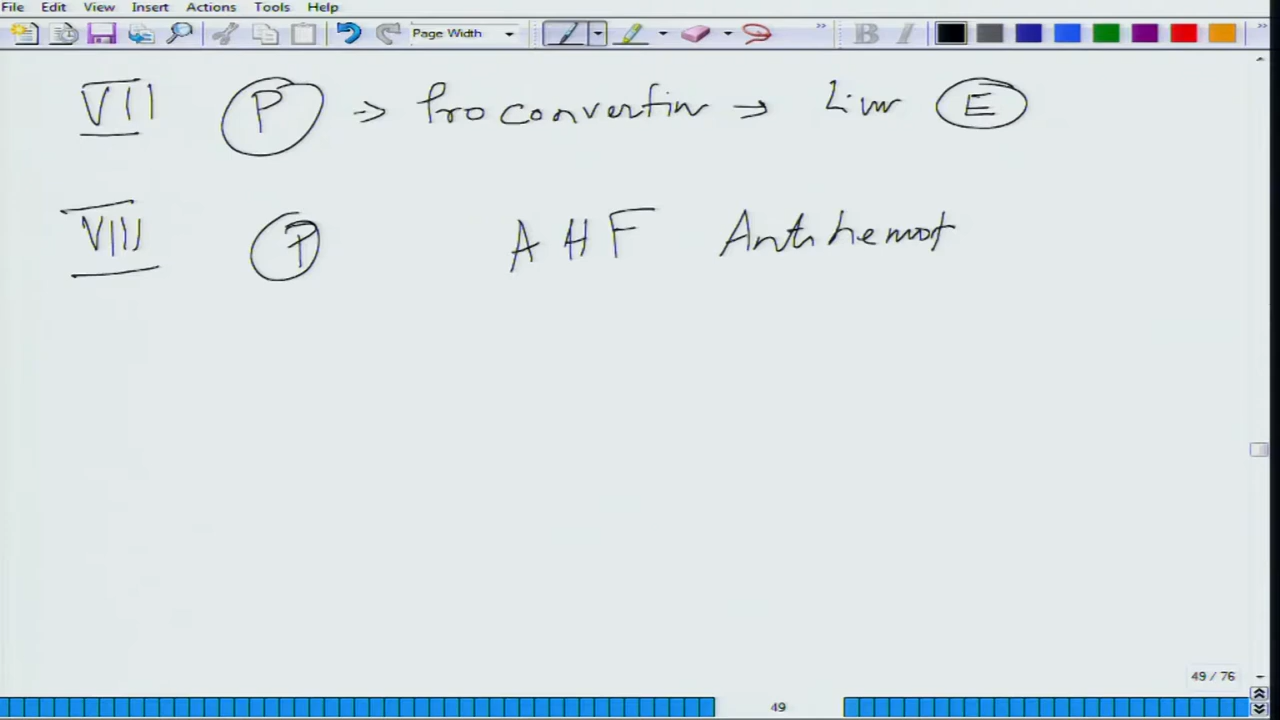 File Edit View Insert Actions Tools Help
Page Width
VII P → Proconvertin → Liver E
VIII P AHF Antihemot
49 / 76
49